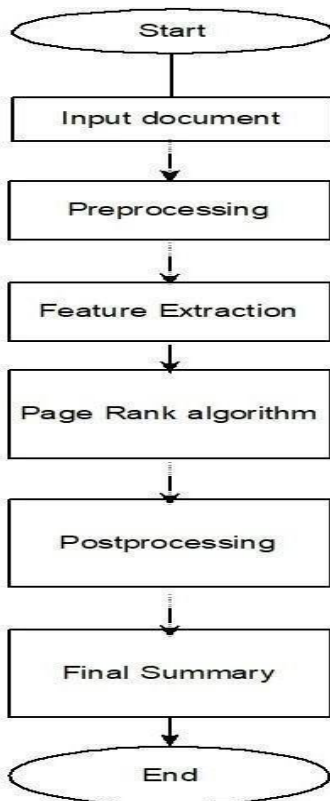 Start
Input document
Preprocessing
Feature Extraction
Page Rank algorithm
Postprocessing
Final Summary
End